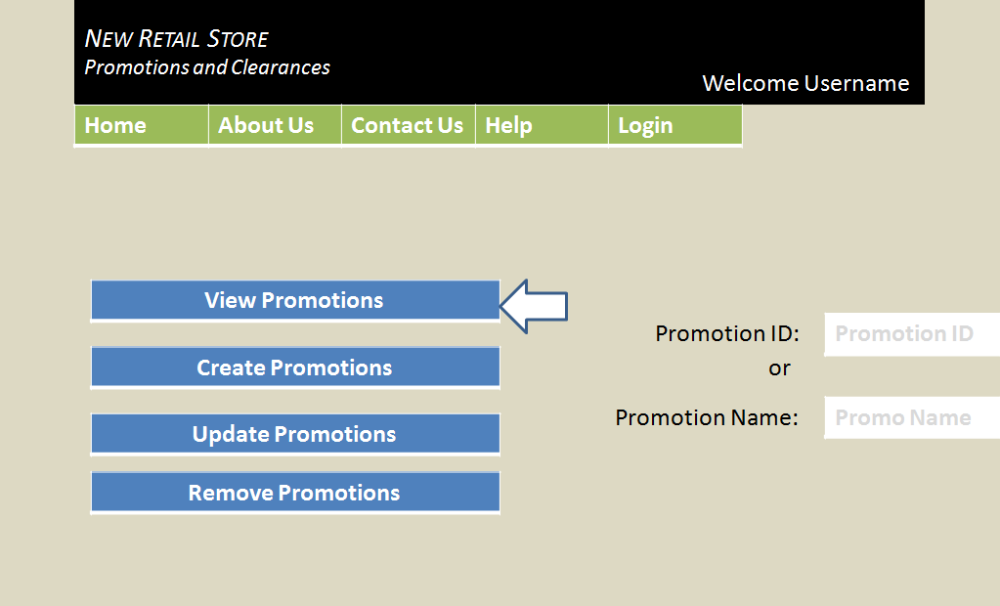 NEW RETAIL STORE
Promotions and Clearances
Welcome Username
Home About Us Contact Us Help Login
View Promotions
Create Promotions
Update Promotions
Remove Promotions
Promotion ID: Promotion ID
or
Promotion Name: Promo Name